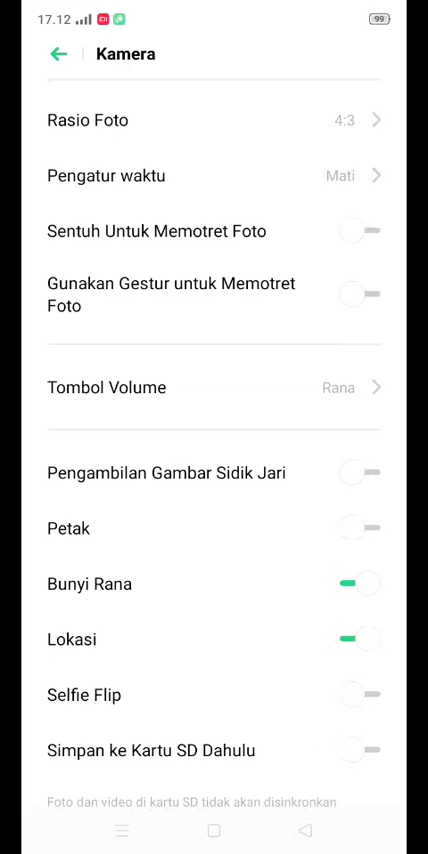 17.12
99
Kamera
Rasio Foto 4:3
Pengatur waktu Mati
Sentuh Untuk Memotret Foto
Gunakan Gestur untuk Memotret
Foto
Tombol Volume Rana
Pengambilan Gambar Sidik Jari
Petak
Bunyi Rana
Lokasi
Selfie Flip
Simpan ke Kartu SD Dahulu
Foto dan video di kartu SD tidak akan disinkronkan